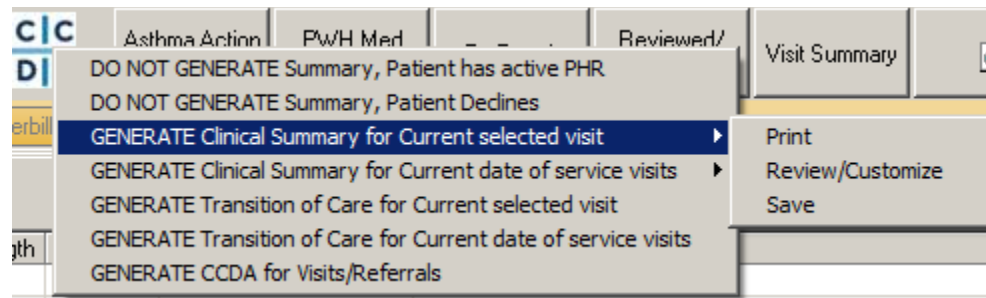 C C
D
Asthma Action
PWH Med
Reviewed/
Visit Summary
DO NOT GENERATE Summary, Patient has active PHR
DO NOT GENERATE Summary, Patient Declines
GENERATE Clinical Summary for Current selected visit
Print
GENERATE Clinical Summary for Current date of service visits
Review/Customize
GENERATE Transition of Care for Current selected visit
Save
GENERATE Transition of Care for Current date of service visits
GENERATE CCDA for Visits/Referrals